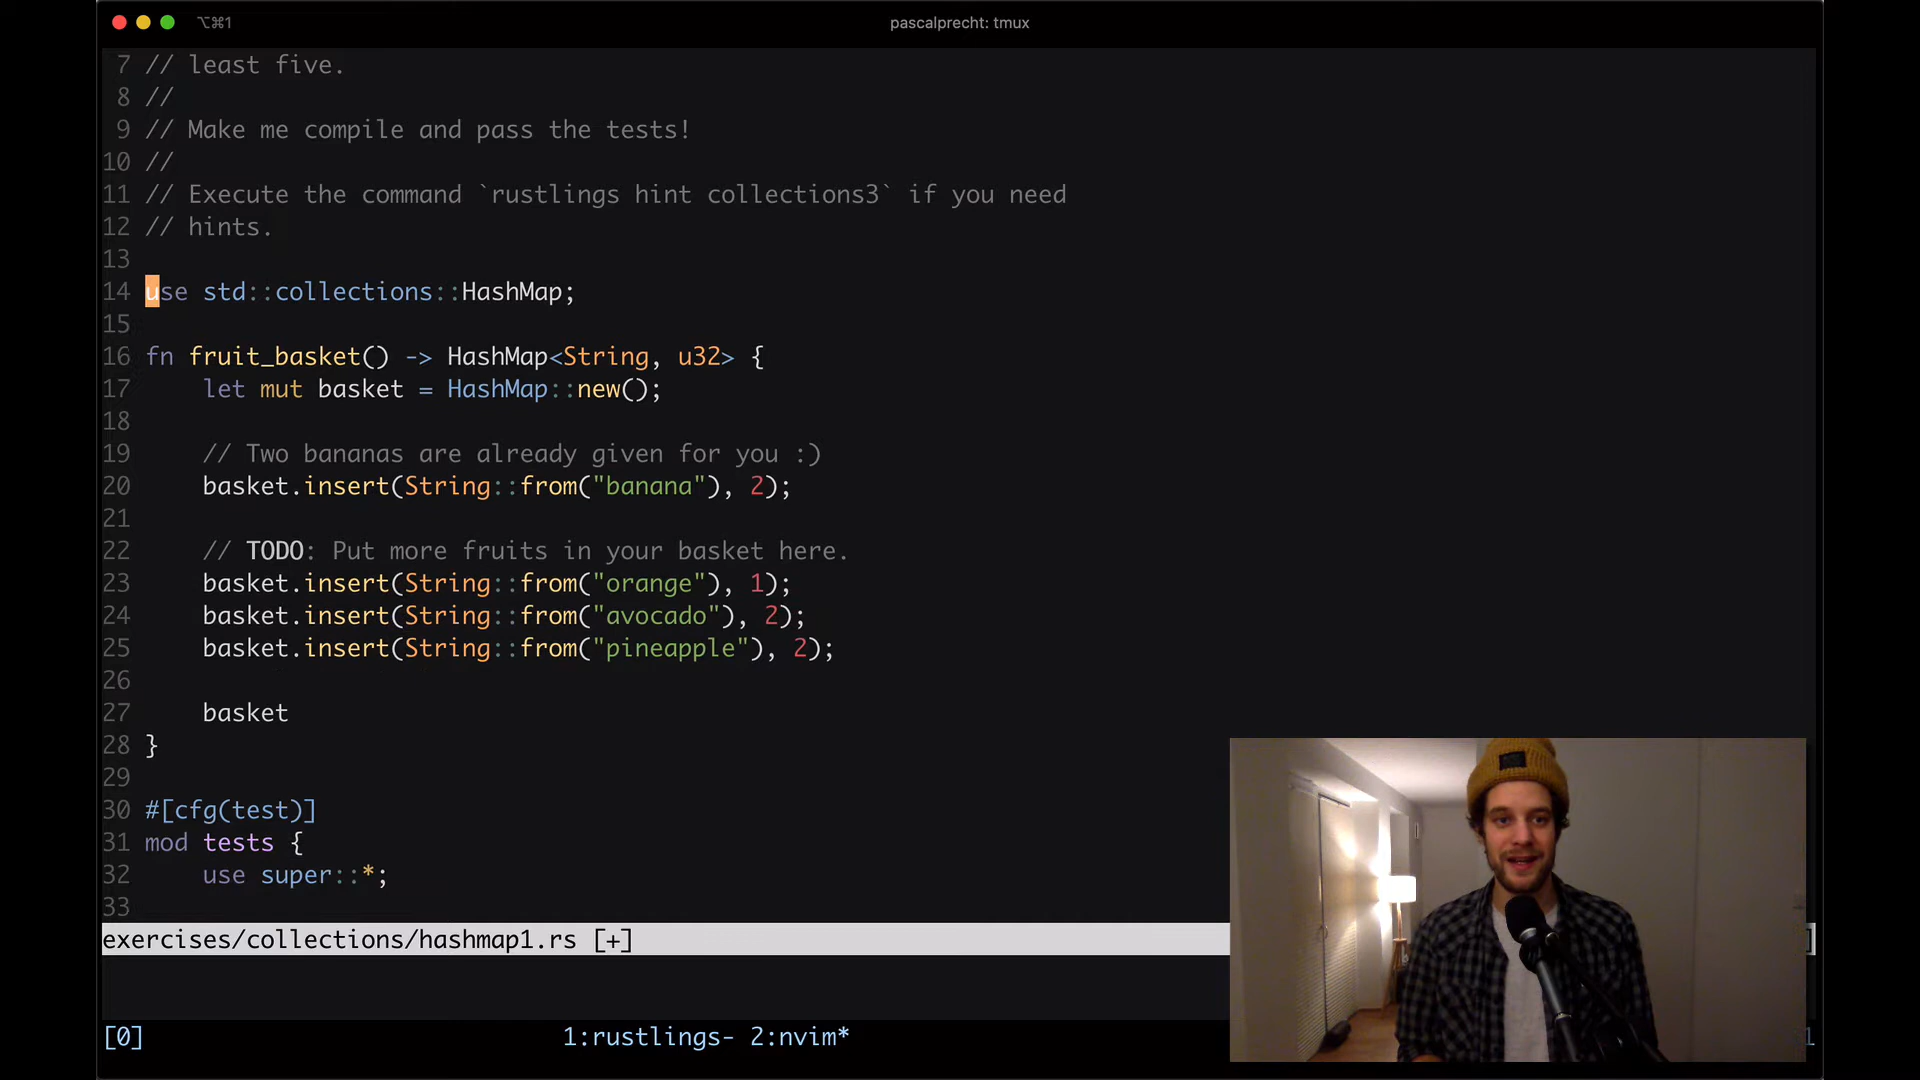 ⌥⌘1
pascalprecht: tmux
7 // least five.
8 //
9 // Make me compile and pass the tests!
10 //
11 // Execute the command `rustlings hint collections3` if you need
12 // hints.
13
14 use std::collections::HashMap;
15
16 fn fruit_basket() -> HashMap<String, u32> {
17     let mut basket = HashMap::new();
18
19     // Two bananas are already given for you :)
20     basket.insert(String::from("banana"), 2);
21
22     // TODO: Put more fruits in your basket here.
23     basket.insert(String::from("orange"), 1);
24     basket.insert(String::from("avocado"), 2);
25     basket.insert(String::from("pineapple"), 2);
26
27     basket
28 }
29
30 #[cfg(test)]
31 mod tests {
32     use super::*;
33
exercises/collections/hashmap1.rs [+]
[0] 1:rustlings- 2:nvim*